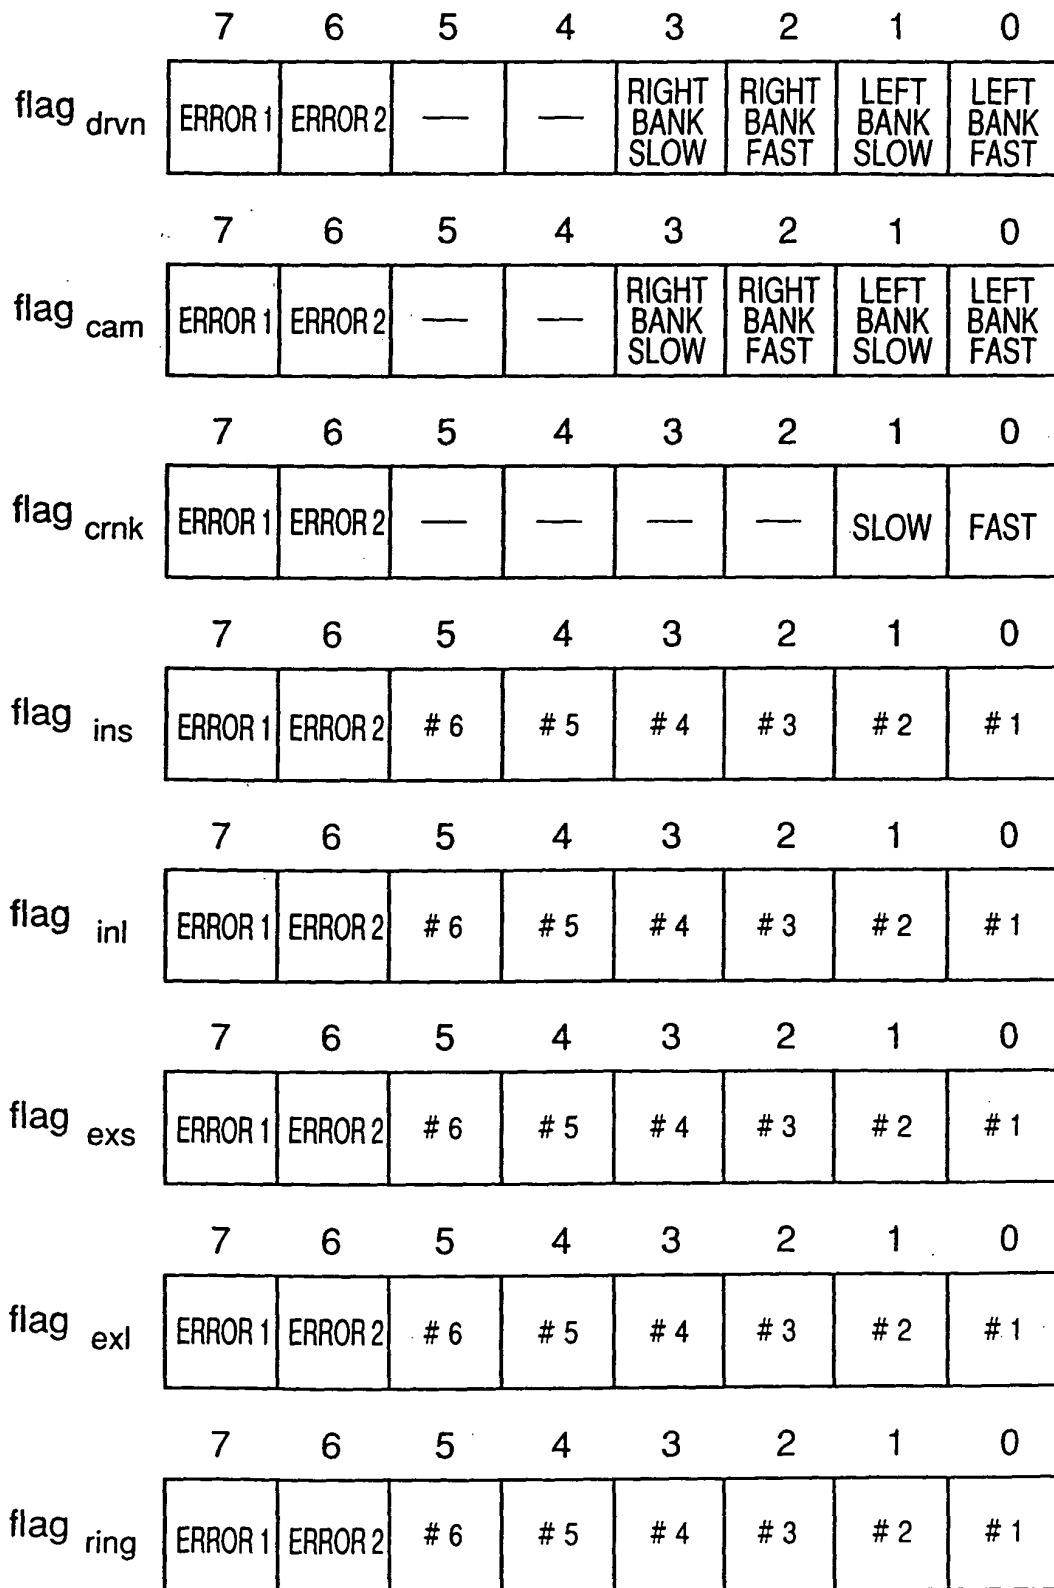 7 6 5 4 3 2 1 0
flag drvn ERROR 1 ERROR 2 — — RIGHT BANK SLOW RIGHT BANK FAST LEFT BANK SLOW LEFT BANK FAST
7 6 5 4 3 2 1 0
flag cam ERROR 1 ERROR 2 — — RIGHT BANK SLOW RIGHT BANK FAST LEFT BANK SLOW LEFT BANK FAST
7 6 5 4 3 2 1 0
flag crnk ERROR 1 ERROR 2 — — — — SLOW FAST
7 6 5 4 3 2 1 0
flag ins ERROR 1 ERROR 2 # 6 # 5 # 4 # 3 # 2 # 1
7 6 5 4 3 2 1 0
flag inl ERROR 1 ERROR 2 # 6 # 5 # 4 # 3 # 2 # 1
7 6 5 4 3 2 1 0
flag exs ERROR 1 ERROR 2 # 6 # 5 # 4 # 3 # 2 # 1
7 6 5 4 3 2 1 0
flag exl ERROR 1 ERROR 2 # 6 # 5 # 4 # 3 # 2 # 1
7 6 5 4 3 2 1 0
flag ring ERROR 1 ERROR 2 # 6 # 5 # 4 # 3 # 2 # 1